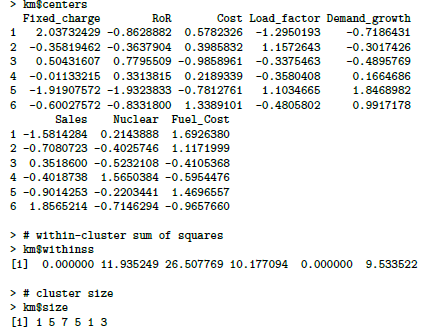 > km$centers
Fixed_charge RoR Cost Load_factor Demand_growth
1 2.03732429 -0.8628882 0.5782326 -1.2950193 -0.7186431
2 -0.35819462 -0.3637904 0.3985832 1.1572643 -0.3017426
3 0.50431607 0.7795509 -0.9858961 -0.3375463 -0.4895769
4 -0.01133215 0.3313815 0.2189339 -0.3580408 0.1664686
5 -1.91907572 -1.9323833 -0.7812761 1.1034665 1.8468982
6 -0.60027572 -0.8331800 1.3389101 -0.4805802 0.9917178
Sales Nuclear Fuel_Cost
1 -1.5814284 0.2143888 1.6926380
2 -0.7080723 -0.4025746 1.1171999
3 0.3518600 -0.5232108 -0.4105368
4 -0.4018738 1.5650384 -0.5954476
5 -0.9014253 -0.2203441 1.4696557
6 1.8565214 -0.7146294 -0.9657660
> # within-cluster sum of squares
> km$withinss
[1] 0.000000 11.935249 26.507769 10.177094 0.000000 9.533522
> # cluster size
> km$size
[1] 1 5 7 5 1 3